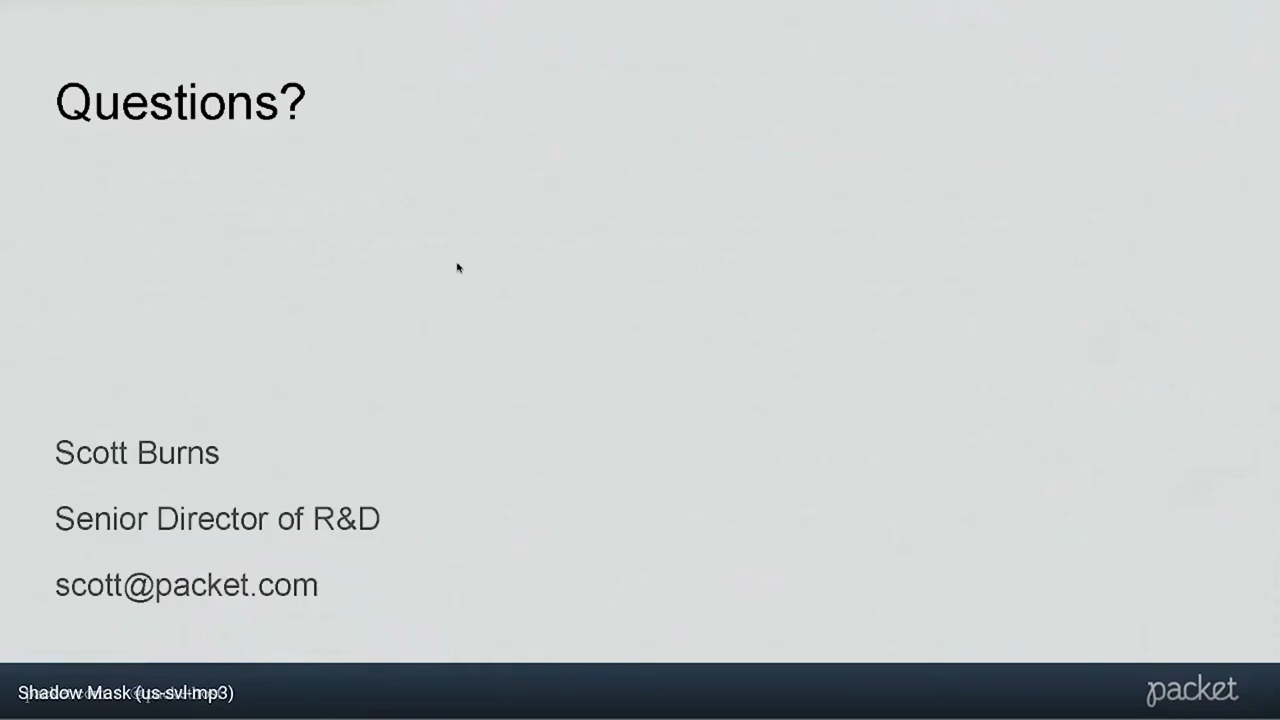 Questions?
Scott Burns
Senior Director of R&D
scott@packet.com
Shadow Mask (us-svl-mp3)
packet